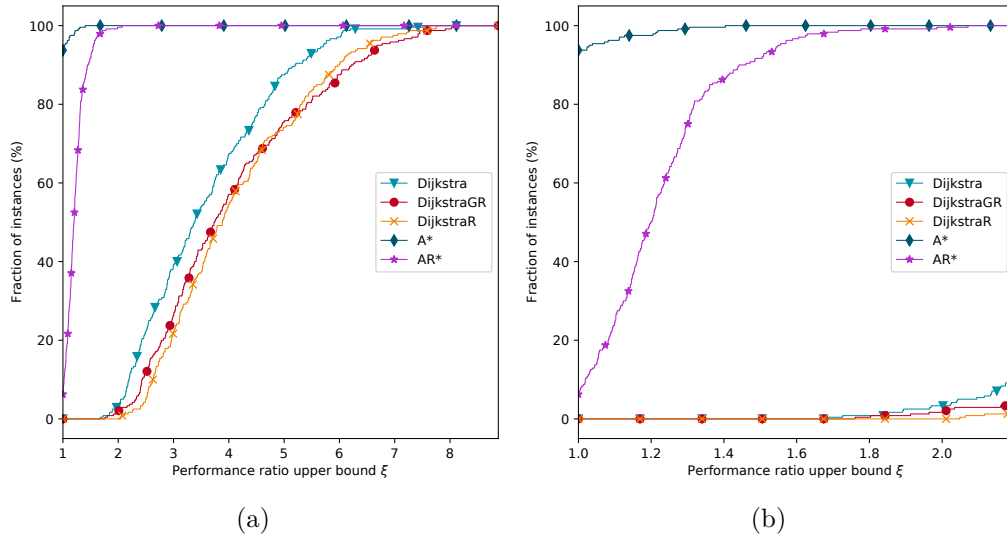 100
80
60
40
20
0
Fraction of instances (%)
Dijkstra
DijkstraGR
DijkstraR
A*
AR*
1 2 3 4 5 6 7 8
Performance ratio upper bound ξ
(a)
100
80
60
40
20
0
Fraction of instances (%)
Dijkstra
DijkstraGR
DijkstraR
A*
AR*
1.0 1.2 1.4 1.6 1.8 2.0
Performance ratio upper bound ξ
(b)